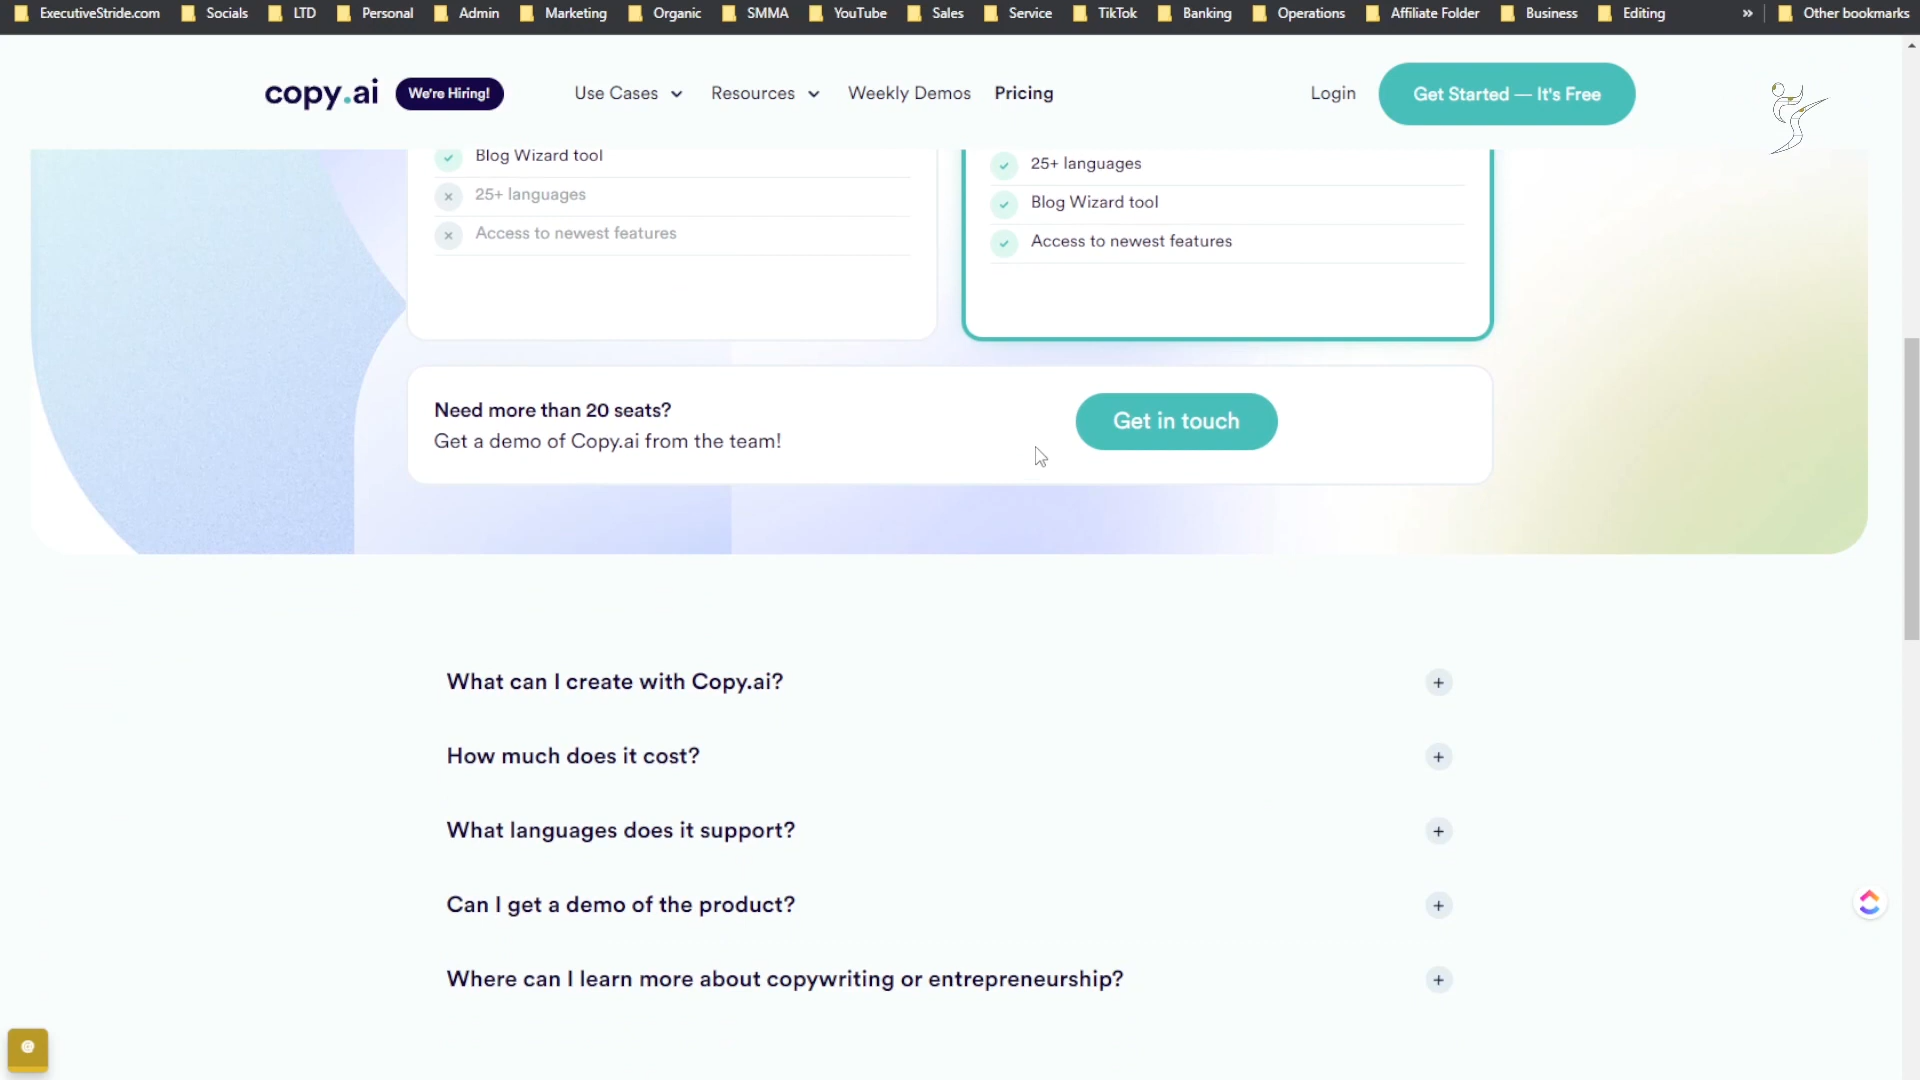 ExecutiveStride.com Socials LTD Personal Admin Marketing Organic SMMA YouTube Sales Service TikTok Banking Operations Affiliate Folder Business Editing » Other bookmarks
copy.ai We're Hiring! Use Cases Resources Weekly Demos Pricing Login Get Started — It's Free
Blog Wizard tool
25+ languages
Access to newest features
25+ languages
Blog Wizard tool
Access to newest features
Need more than 20 seats?
Get a demo of Copy.ai from the team!
Get in touch
What can I create with Copy.ai? +
How much does it cost? +
What languages does it support? +
Can I get a demo of the product? +
Where can I learn more about copywriting or entrepreneurship? +